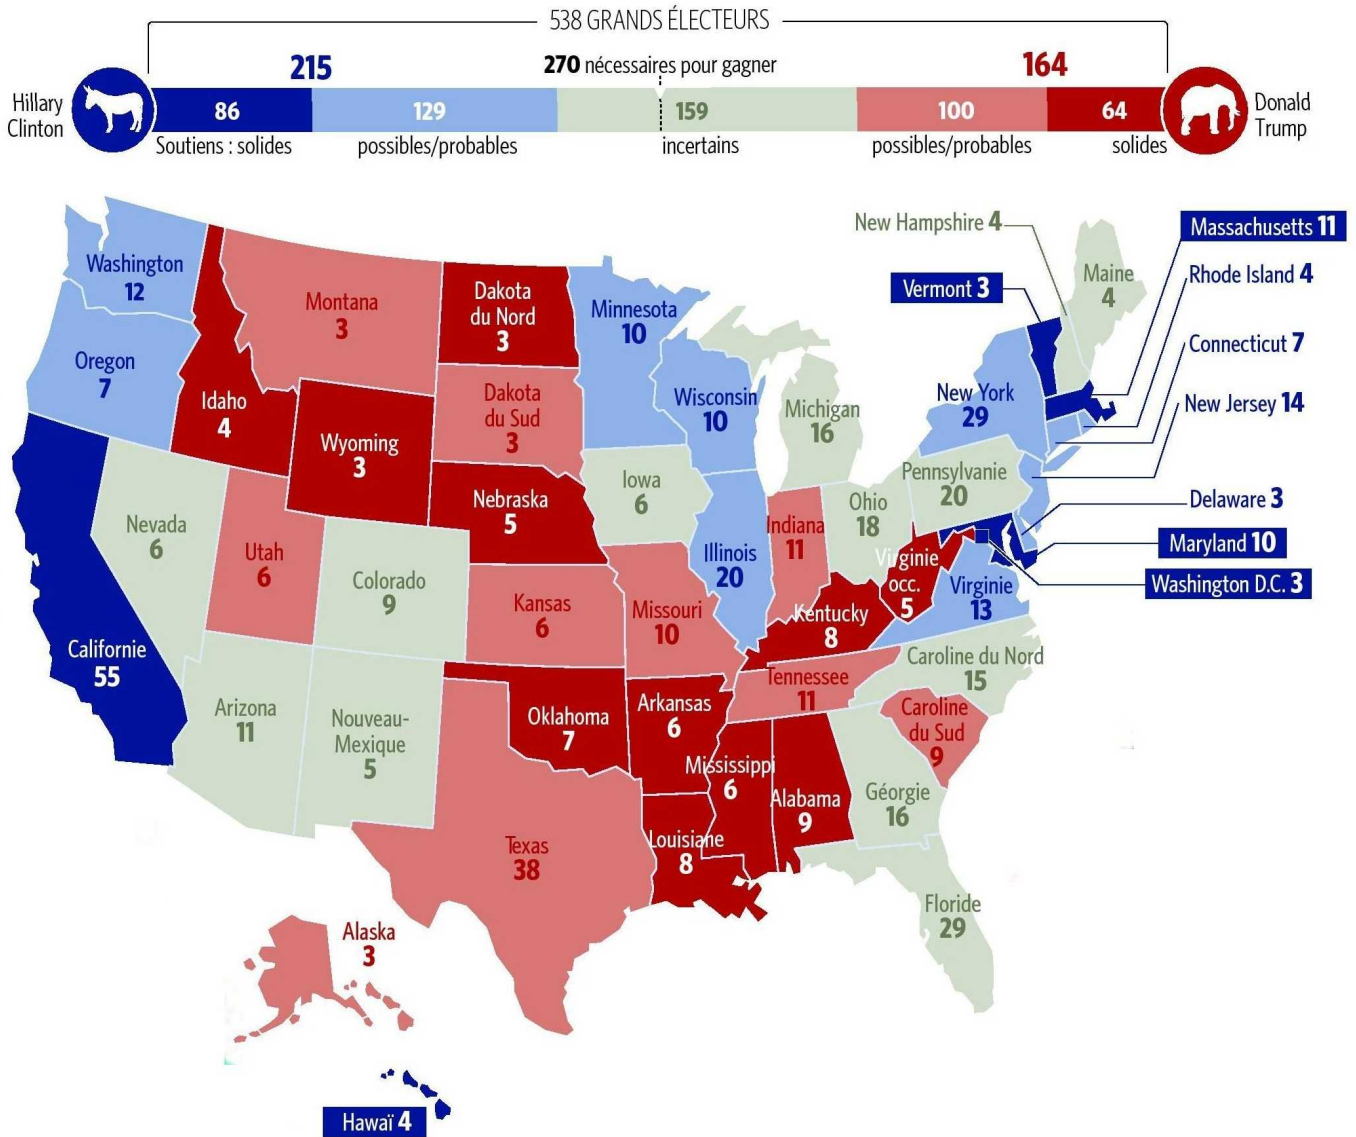 538 GRANDS ÉLECTEURS
215
270 nécessaires pour gagner
164
Hillary
Clinton
86
129
159
100
64
Donald
Trump
Soutiens : solides
possibles/probables
incertains
possibles/probables
solides
New Hampshire 4
Massachusetts 11
Maine
4
Rhode Island 4
Vermont 3
Connecticut 7
New Jersey 14
Delaware 3
Maryland 10
Washington D.C. 3
Washington
12
Montana
3
Dakota
du Nord
3
Minnesota
10
Oregon
7
Idaho
4
Dakota
du Sud
3
Wisconsin
10
Michigan
16
New York
29
Wyoming
3
Nebraska
5
Iowa
6
Pennsylvanie
20
Nevada
6
Utah
6
Colorado
9
Kansas
6
Missouri
10
Illinois
20
Indiana
11
Ohio
18
Virginie
occ.
5
Virginie
13
Kentucky
8
Californie
55
Arizona
11
Nouveau-
Mexique
5
Oklahoma
7
Arkansas
6
Tennessee
11
Caroline du Nord
15
Caroline
du Sud
9
Mississippi
6
Alabama
9
Géorgie
16
Texas
38
Louisiane
8
Floride
29
Alaska
3
Hawaï 4